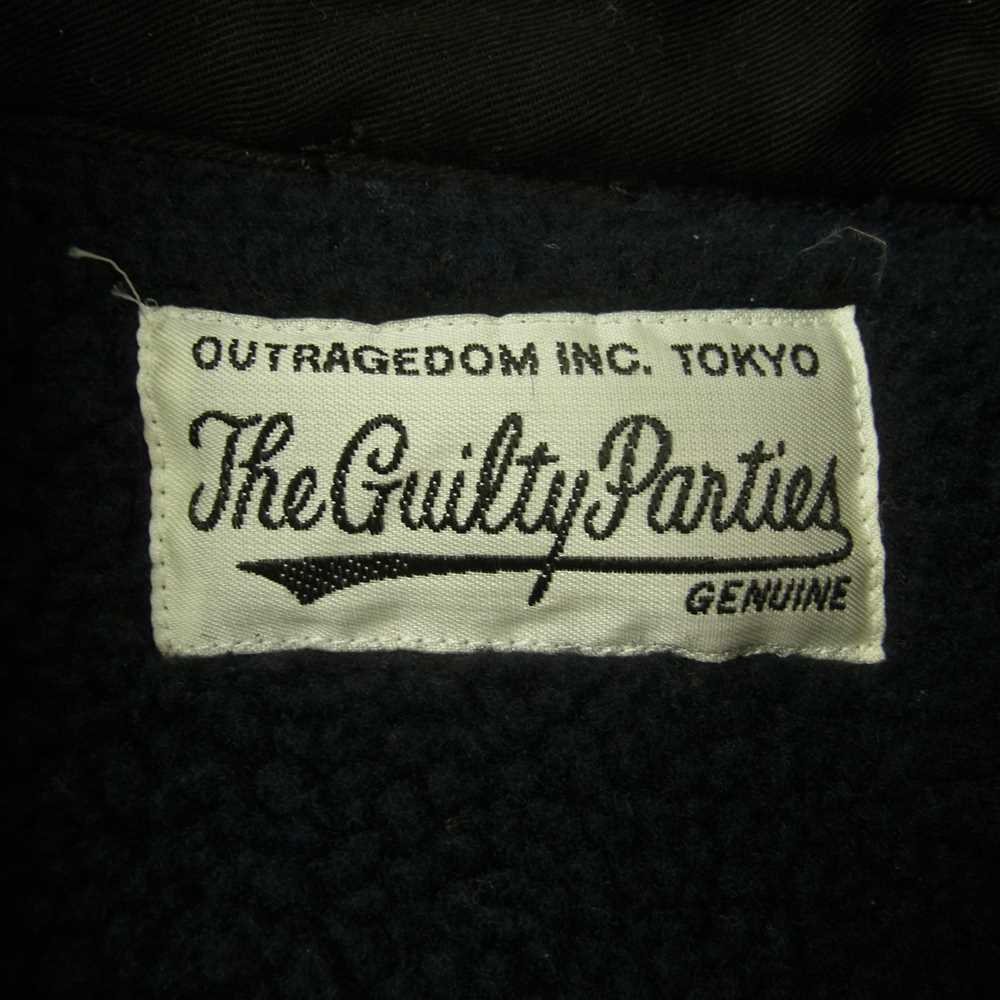 OUTRAGEDOM INC. TOKYO
The Guilty Parties
GENUINE